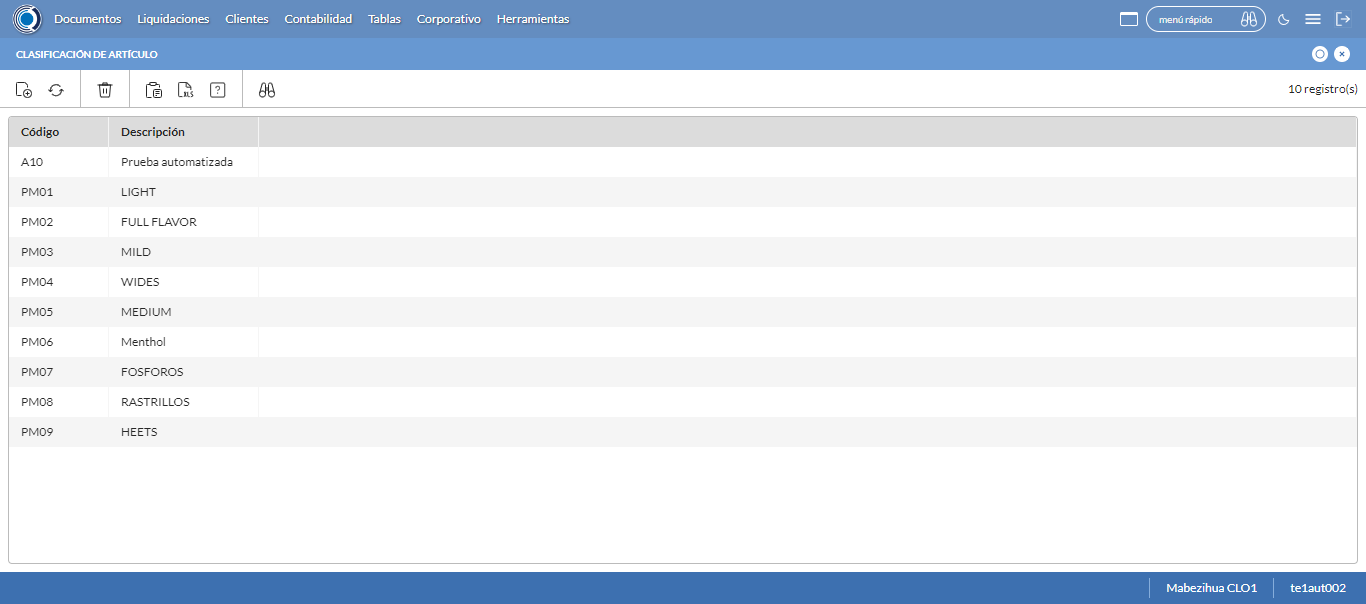 Documentos Liquidaciones Clientes Contabilidad Tablas Corporativo Herramientas menú rápido
CLASIFICACIÓN DE ARTÍCULO
XLS ? 10 registro(s)
Código Descripción
A10 Prueba automatizada
PM01 LIGHT
PM02 FULL FLAVOR
PM03 MILD
PM04 WIDES
PM05 MEDIUM
PM06 Menthol
PM07 FOSFOROS
PM08 RASTRILLOS
PM09 HEETS
Mabezihua CLO1 te1aut002